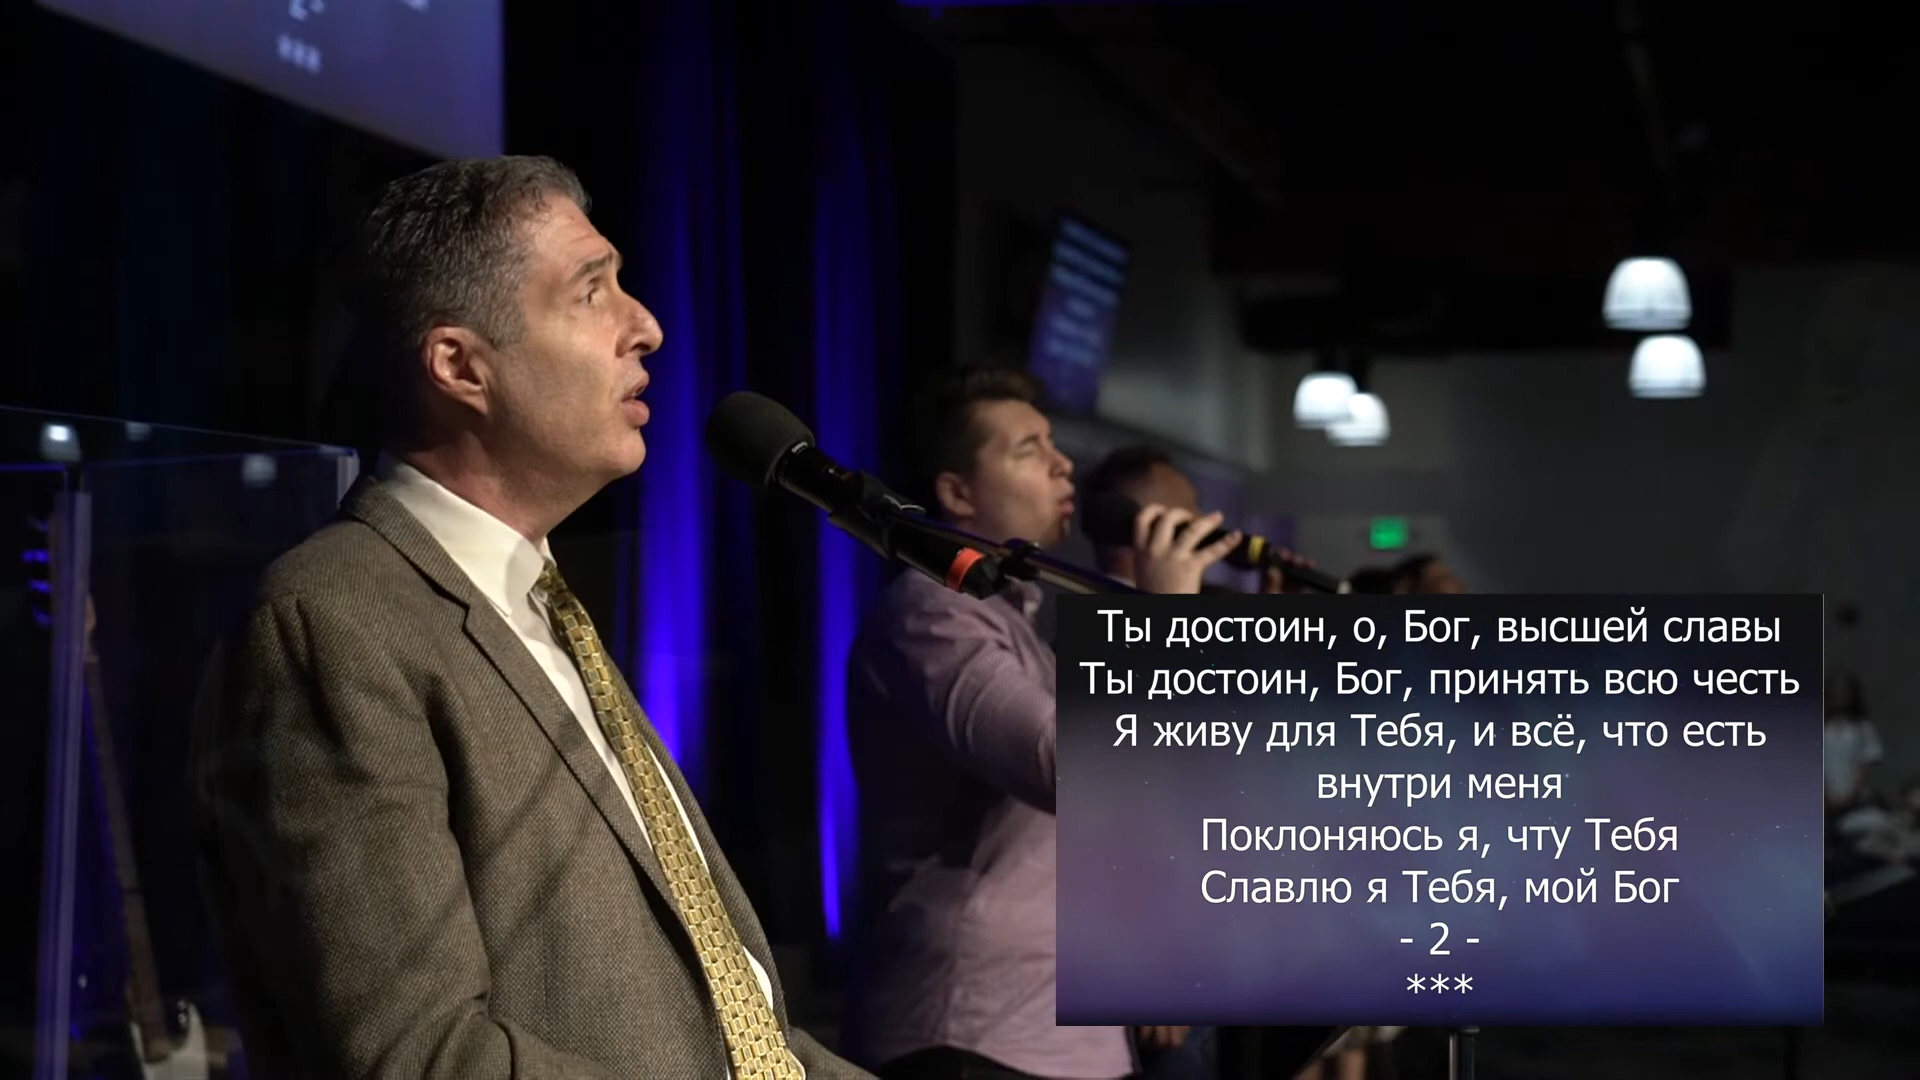 Ты достоин, о, Бог, высшей славы
Ты достоин, Бог, принять всю честь
Я живу для Тебя, и всё, что есть
внутри меня
Поклоняюсь я, чту Тебя
Славлю я Тебя, мой Бог
- 2 -
***